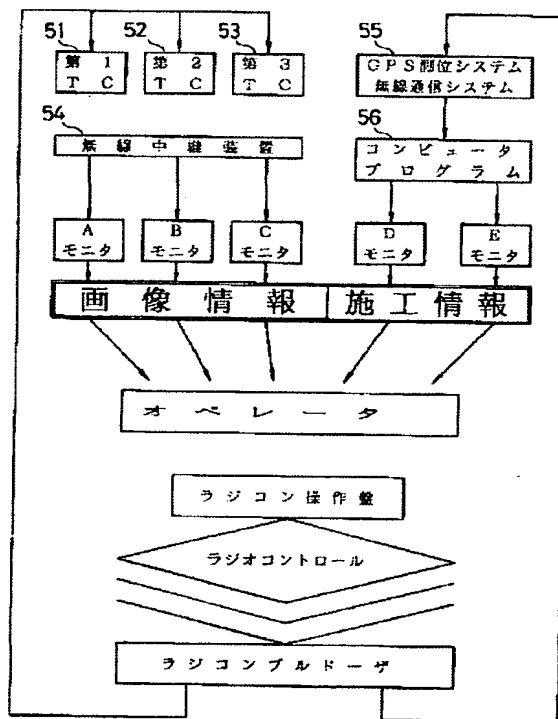 51
52
53
第1
TC
第2
TC
第3
TC
54
無線中継装置
55
GPS測位システム
無線通信システム
56
コンピュータ
プログラム
A
モニタ
B
モニタ
C
モニタ
D
モニタ
E
モニタ
画像情報
施工情報
オペレータ
ラジコン操作盤
ラジオコントロール
ラジコンブルドーザ